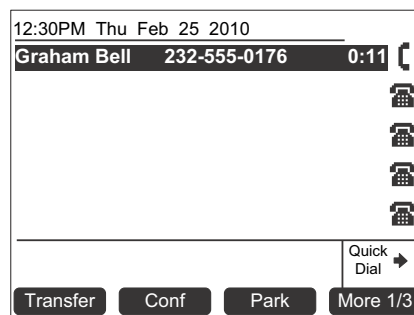 12:30PM Thu Feb 25 2010
Graham Bell 232-555-0176 0:11
Quick
Dial
Transfer Conf Park More 1/3